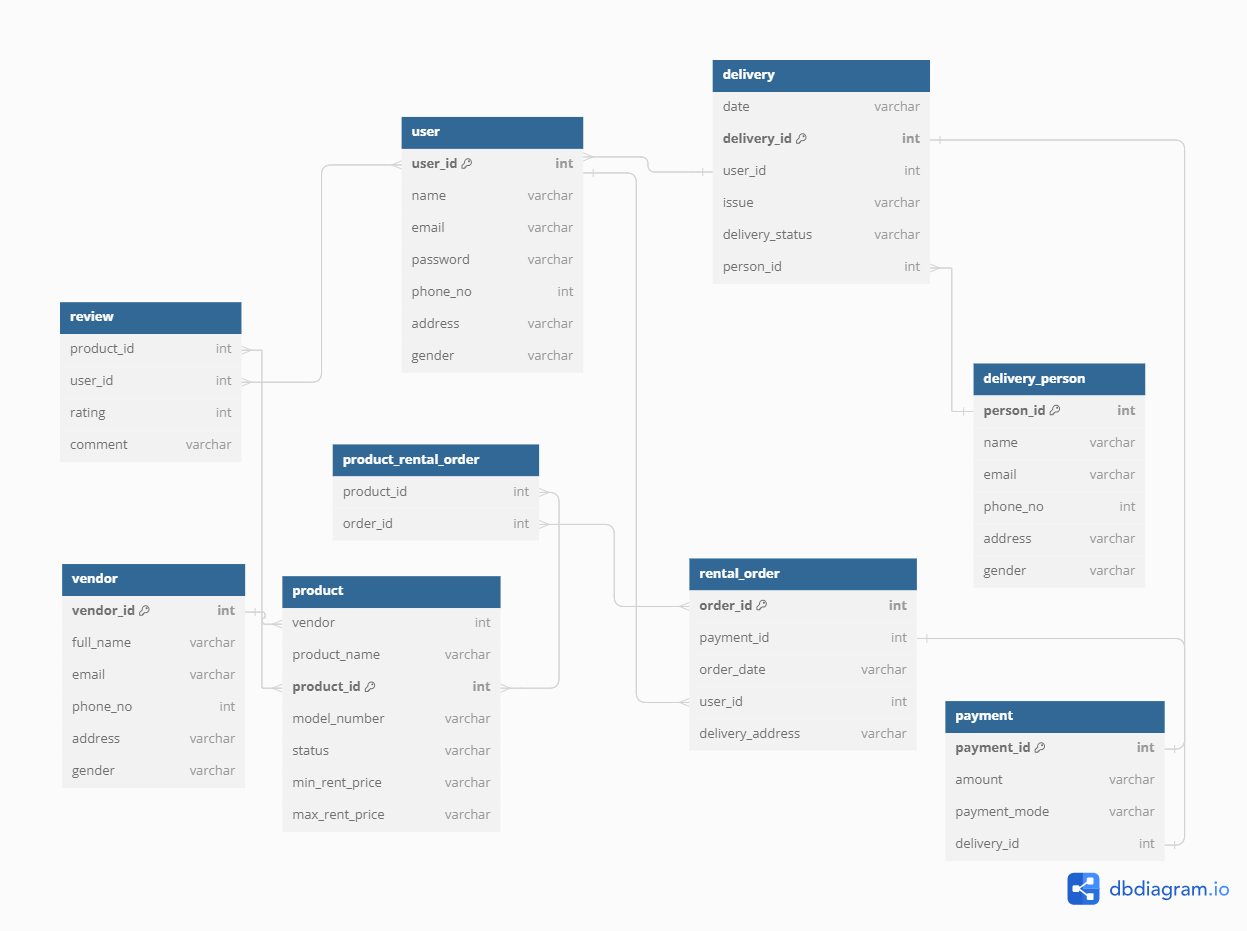 delivery
date varchar
delivery_id int
user_id int
issue varchar
delivery_status varchar
person_id int
user
user_id int
name varchar
email varchar
password varchar
phone_no int
address varchar
gender varchar
review
product_id int
user_id int
rating int
comment varchar
delivery_person
person_id int
name varchar
email varchar
phone_no int
address varchar
gender varchar
product_rental_order
product_id int
order_id int
vendor
vendor_id int
full_name varchar
email varchar
phone_no int
address varchar
gender varchar
product
vendor int
product_name varchar
product_id int
model_number varchar
status varchar
min_rent_price varchar
max_rent_price varchar
rental_order
order_id int
payment_id int
order_date varchar
user_id int
delivery_address varchar
payment
payment_id int
amount varchar
payment_mode varchar
delivery_id int
dbdiagram.io